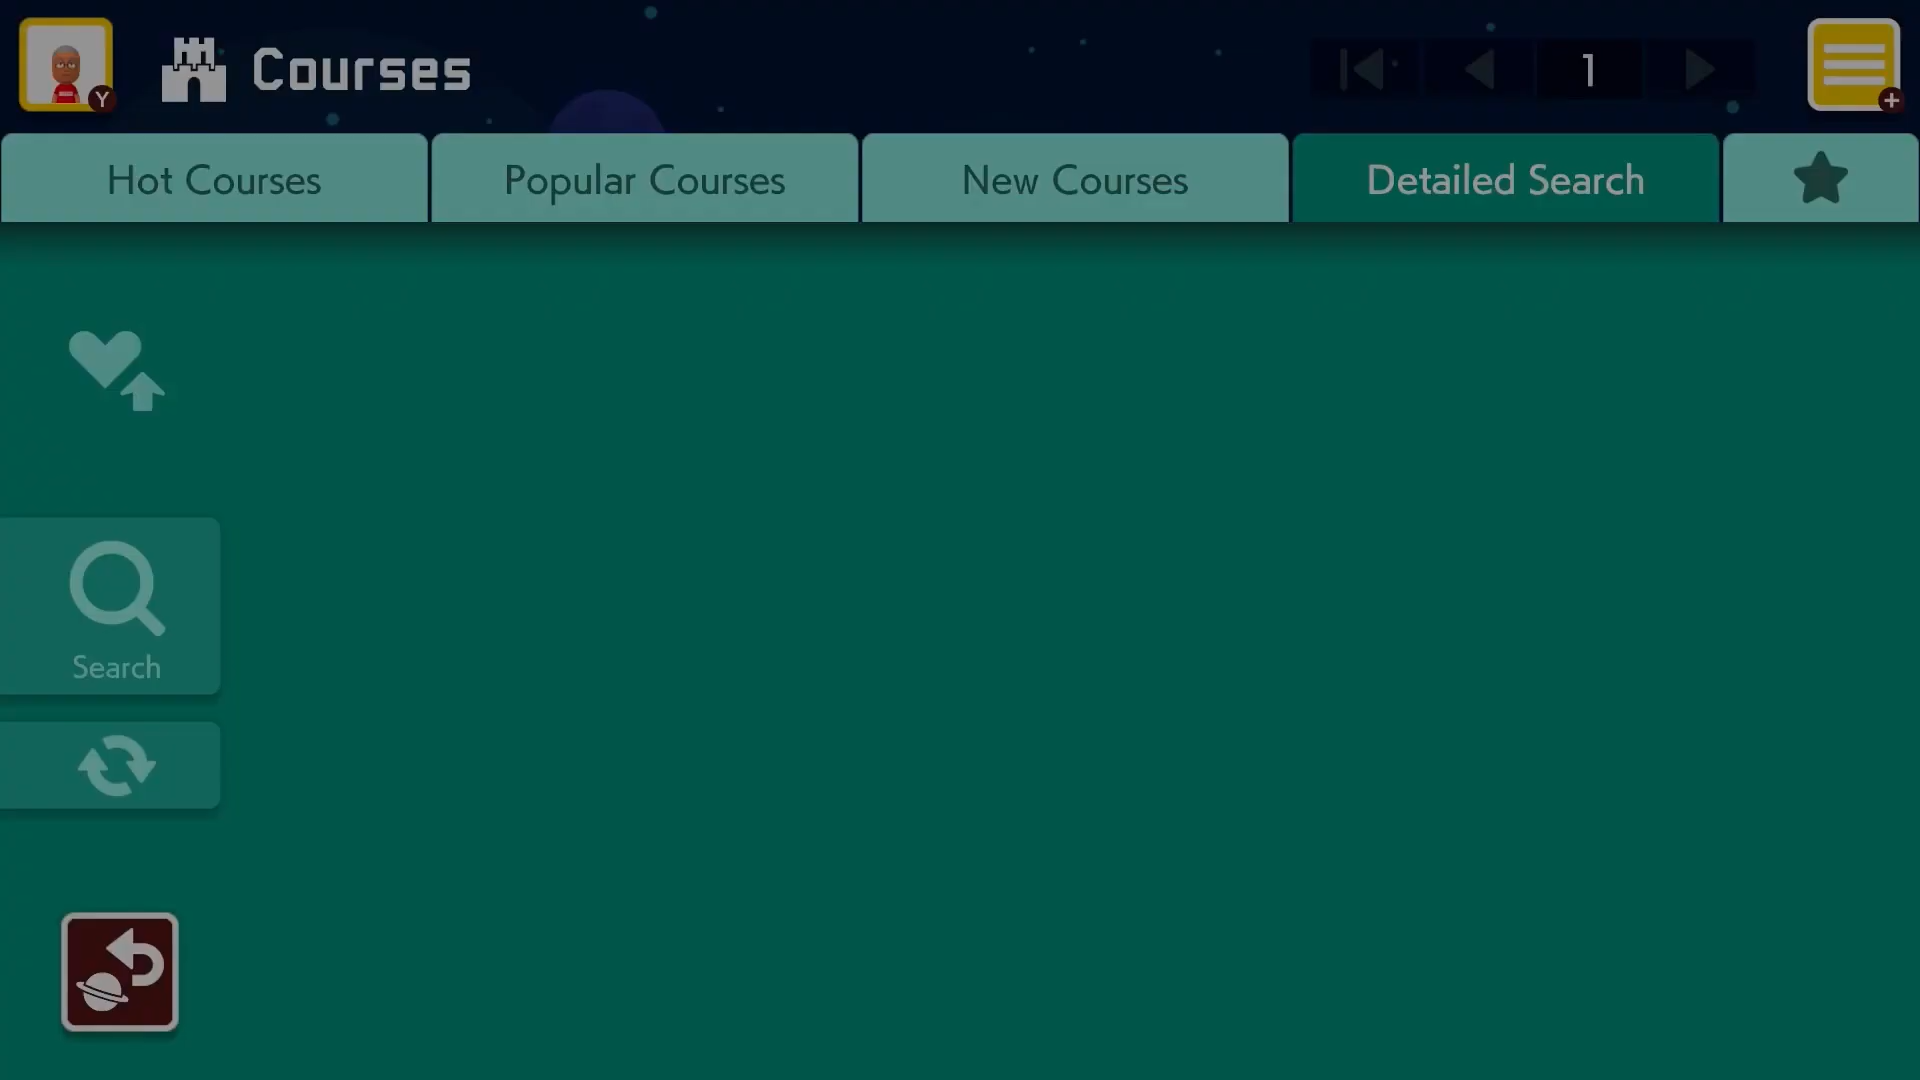 Y
Courses
1
+
Hot Courses
Popular Courses
New Courses
Detailed Search
Search